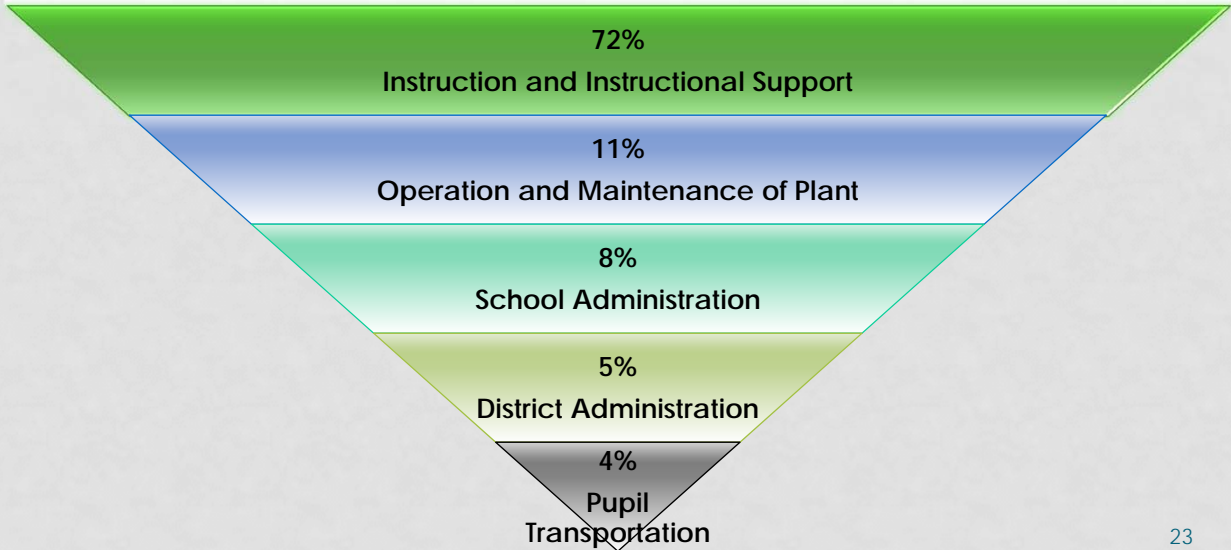 72%
Instruction and Instructional Support
11%
Operation and Maintenance of Plant
8%
School Administration
5%
District Administration
4%
Pupil
Transportation
23